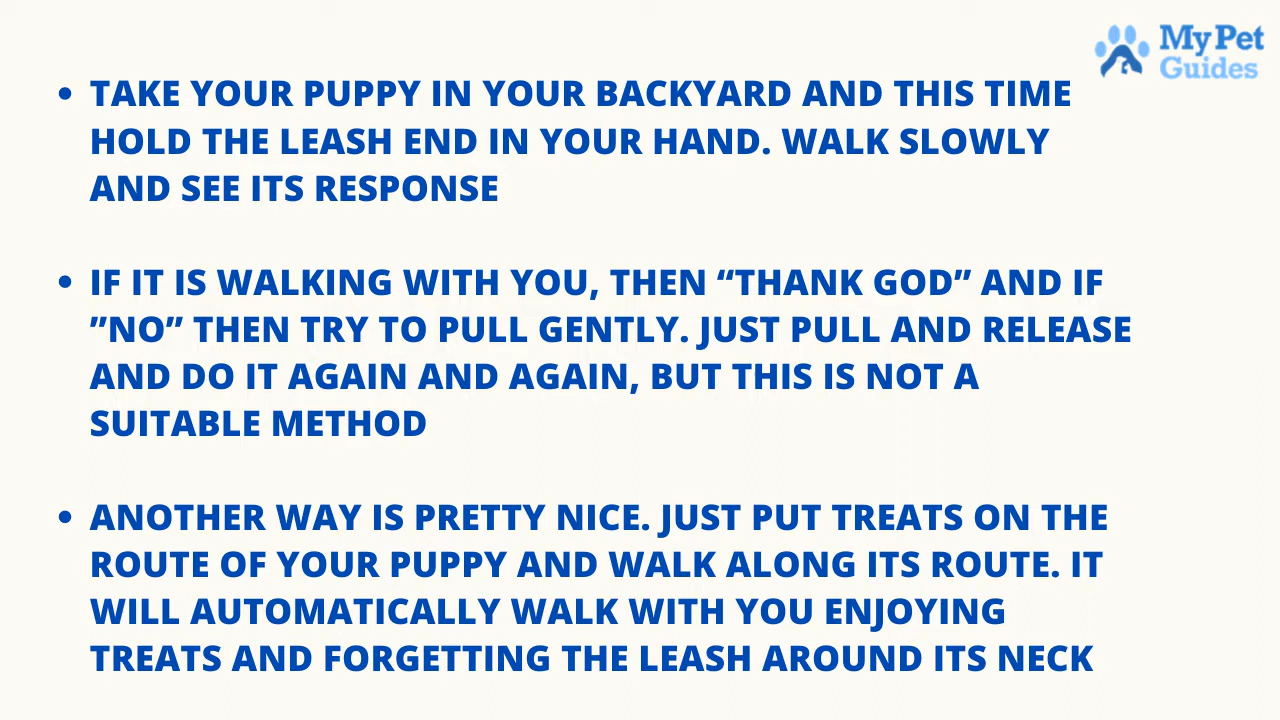 My Pet
Guides
• TAKE YOUR PUPPY IN YOUR BACKYARD AND THIS TIME
HOLD THE LEASH END IN YOUR HAND. WALK SLOWLY
AND SEE ITS RESPONSE
• IF IT IS WALKING WITH YOU, THEN “THANK GOD” AND IF
”NO” THEN TRY TO PULL GENTLY. JUST PULL AND RELEASE
AND DO IT AGAIN AND AGAIN, BUT THIS IS NOT A
SUITABLE METHOD
• ANOTHER WAY IS PRETTY NICE. JUST PUT TREATS ON THE
ROUTE OF YOUR PUPPY AND WALK ALONG ITS ROUTE. IT
WILL AUTOMATICALLY WALK WITH YOU ENJOYING
TREATS AND FORGETTING THE LEASH AROUND ITS NECK